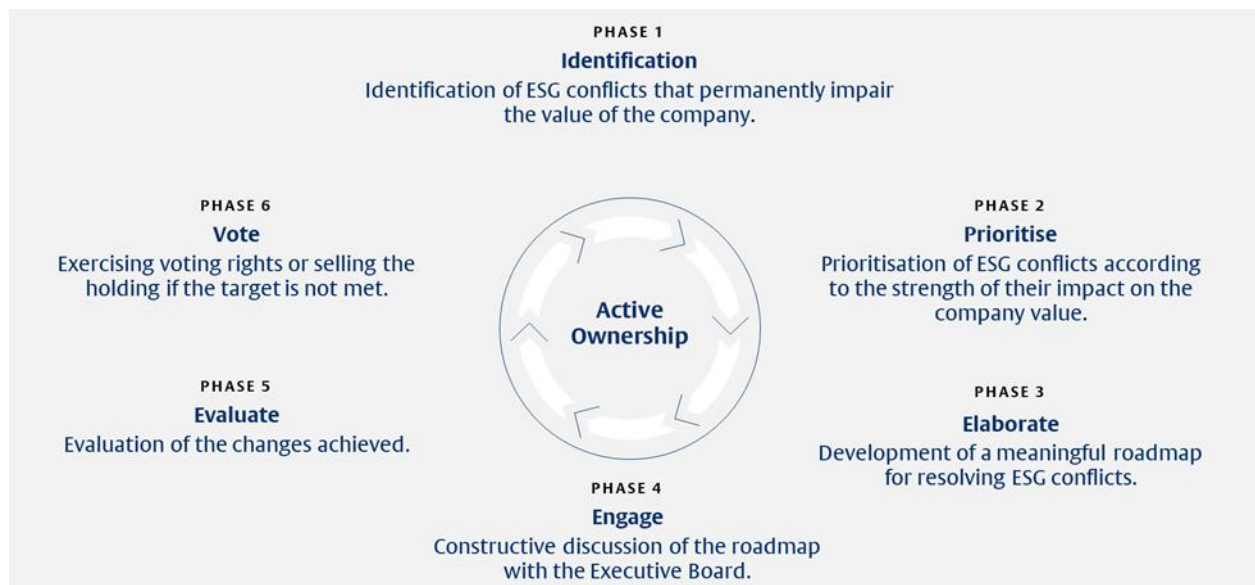 PHASE 1
Identification
Identification of ESG conflicts that permanently impair
the value of the company.
PHASE 2
Prioritise
Prioritisation of ESG conflicts according
to the strength of their impact on the
company value.
PHASE 3
Elaborate
Development of a meaningful roadmap
for resolving ESG conflicts.
PHASE 4
Engage
Constructive discussion of the roadmap
with the Executive Board.
PHASE 5
Evaluate
Evaluation of the changes achieved.
PHASE 6
Vote
Exercising voting rights or selling the
holding if the target is not met.
Active
Ownership